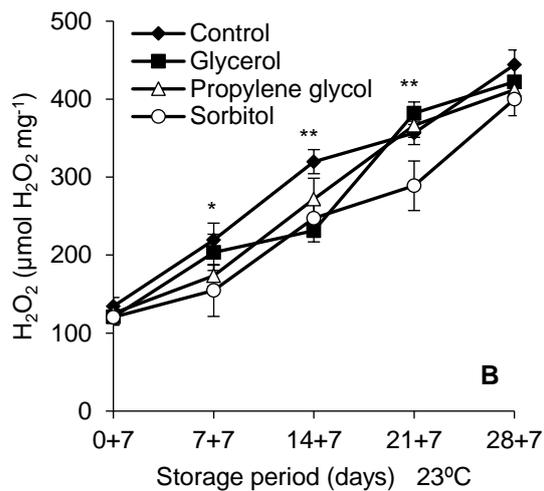 500
400
300
200
100
0
H₂O₂ (µmol H₂O₂ mg⁻¹)
Control
Glycerol
Propylene glycol
Sorbitol
*
**
**
B
0+7 7+7 14+7 21+7 28+7
Storage period (days) 23ºC